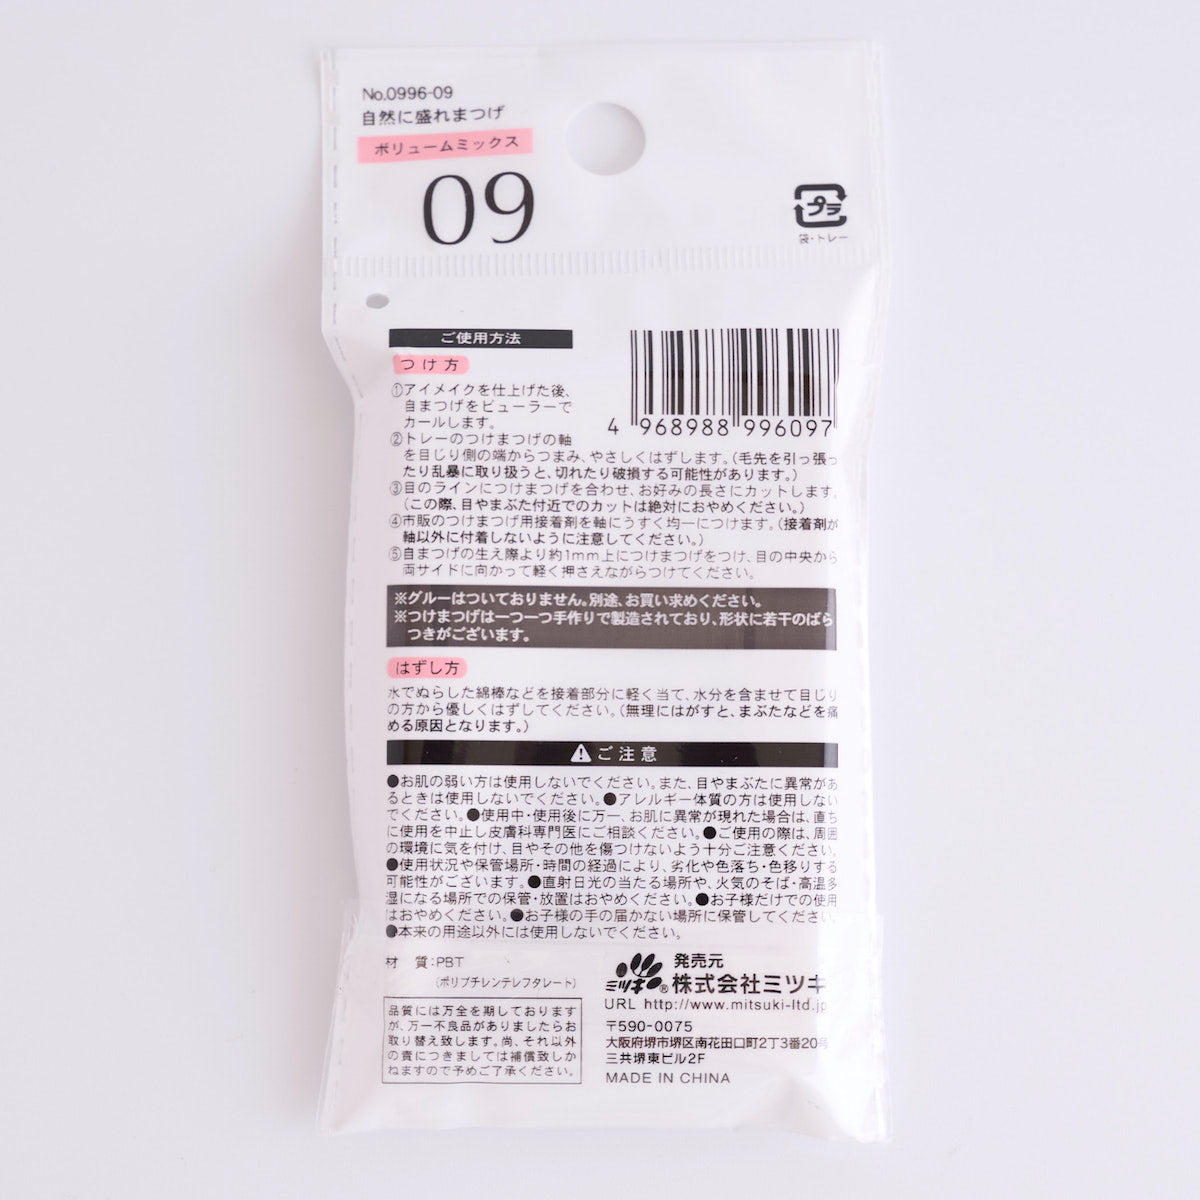 No.0996-09
自然に盛れまつげ
ボリュームミックス
09
プラ
袋・トレー
ご使用方法
つけ方
①アイメイクを仕上げた後、
自まつげをビューラーで
カールします。
②トレーのつけまつげの軸
を目じり側の端からつまみ、やさしくはずします。(毛先を引っ張っ
たり乱暴に取り扱うと、切れたり破損する可能性があります。)
③目のラインにつけまつげを合わせ、お好みの長さにカットします。
(この際、目やまぶた付近でのカットは絶対におやめください。)
④市販のつけまつげ用接着剤を軸にうすく均一につけます。(接着剤が
軸以外に付着しないように注意してください。)
⑤自まつげの生え際より約1mm上につけまつげをつけ、目の中央から
両サイドに向かって軽く押さえながらつけてください。
4 968988 996097
※グルーはついておりません。別途、お買い求めください。
※つけまつげは一つ一つ手作りで製造されており、形状に若干のばら
つきがございます。
はずし方
水でぬらした綿棒などを接着部分に軽く当て、水分を含ませて目じり
の方から優しくはずしてください。(無理にはがすと、まぶたなどを痛
める原因となります。)
ご注意
●お肌の弱い方は使用しないでください。また、目やまぶたに異常があ
るときは使用しないでください。●アレルギー体質の方は使用しない
でください。●使用中・使用後に万一、お肌に異常が現れた場合は、直ち
に使用を中止し皮膚科専門医にご相談ください。●ご使用の際は、周囲
の環境に気を付け、目やその他を傷つけないよう十分ご注意ください。
●使用状況や保管場所・時間の経過により、劣化や色落ち・色移りする
可能性がございます。●直射日光の当たる場所や、火気のそば・高温多
湿になる場所での保管・放置はおやめください。●お子様だけでの使用
はおやめください。●お子様の手の届かない場所に保管してください。
●本来の用途以外には使用しないでください。
材 質:PBT
(ポリブチレンテレフタレート)
品質には万全を期しております
が、万一不良品がありましたらお
取り替え致します。尚、それ以外
の責につきましては補償致しか
ねますので予めご了承ください。
発売元
ミツキ® 株式会社ミツキ
URL http://www.mitsuki-ltd.jp
〒590-0075
大阪府堺市堺区南花田口町2丁3番20号
三共堺東ビル2F
MADE IN CHINA